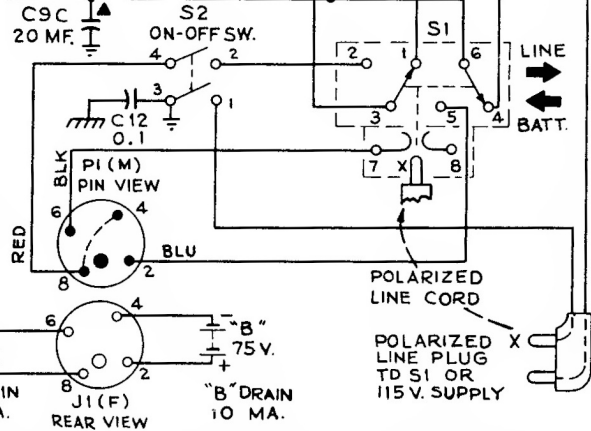 C9C
20 MF.
S2
ON-OFF SW.
4
2
3
1
C12
0.1
S1
2
1
6
3
5
4
LINE
BATT.
7
X
8
P1 (M)
PIN VIEW
BLK
RED
6
4
8
2
BLU
POLARIZED
LINE CORD
POLARIZED
LINE PLUG
TO S1 OR
115 V. SUPPLY
X
6
4
8
2
J1 (F)
REAR VIEW
-
"B"
75 V.
+
"B" DRAIN
10 MA.
IN
A.